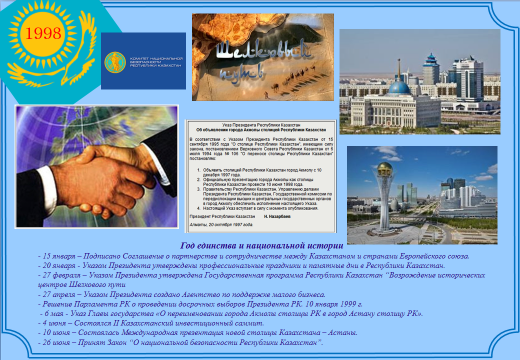 1998
КОМИТЕТ НАЦИОНАЛЬНОЙ
БЕЗОПАСНОСТИ
РЕСПУБЛИКИ КАЗАХСТАН
Шелковый
путь
Указ Президента Республики Казахстан
Об объявлении города Акмолы столицей Республики Казахстан
В соответствии с Указом Президента Республики Казахстан от 15
сентября 1995 года "О столице Республики Казахстан", имеющим силу
закона, постановлением Верховного Совета Республики Казахстан от 6
июля 1994 года № 106 "О переносе столицы Республики Казахстан"
постановляю:
1. Объявить столицей Республики Казахстан город Акмолу с 10
декабря 1997 года.
2. Официальную презентацию города Акмолы как столицы
Республики Казахстан провести 10 июня 1998 года.
3. Правительству Республики Казахстан, Управлению делами
Президента Республики Казахстан, Государственной комиссии по
передислокации высших и центральных государственных органов
в город Акмолу обеспечить исполнение настоящего Указа.
4. Настоящий Указ вступает в силу с момента опубликования.
Президент Республики Казахстан Н. Назарбаев
Алматы, 20 октября 1997 года.
Год единства и национальной истории
- 15 января – Подписано Соглашение о партнерстве и сотрудничестве между Казахстаном и странами Европейского союза.
- 20 января - Указом Президента утверждены профессиональные праздники и памятные дни в Республики Казахстан.
- 27 февраля – Указом Президента утверждена Государственная программа Республики Казахстан "Возрождение исторических
центров Шелкового пути.
- 27 апреля – Указом Президента создано Агентство по поддержке малого бизнеса.
- Решение Парламента РК о проведении досрочных выборов Президента РК. 10 января 1999 г.
- 6 мая - Указ Главы государства «О переименовании города Акмолы столицы РК в город Астану столицу РК».
- 4 июня – Состоялся II Казахстанский инвестиционный саммит.
- 10 июня – Состоялась Международная презентация новой столицы Казахстана – Астаны.
- 26 июня – Принят Закон "О национальной безопасности Республики Казахстан".